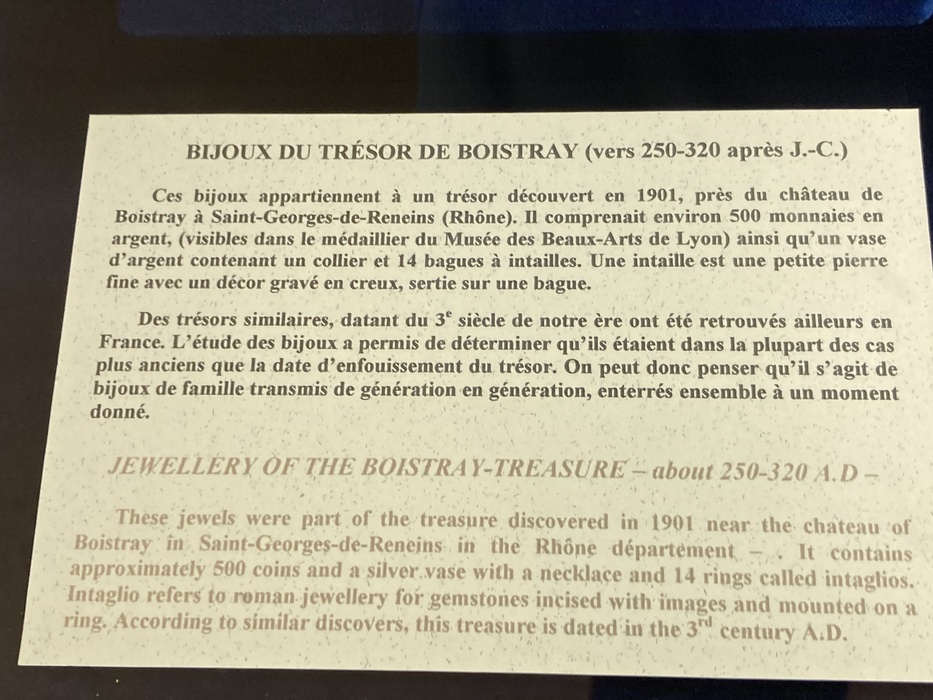 BIJOUX DU TRÉSOR DE BOISTRAY (vers 250-320 après J.-C.)
Ces bijoux appartiennent à un trésor découvert en 1901, près du château de
Boistray à Saint-Georges-de-Reneins (Rhône). Il comprenait environ 500 monnaies en
argent, (visibles dans le médaillier du Musée des Beaux-Arts de Lyon) ainsi qu'un vase
d'argent contenant un collier et 14 bagues à intailles. Une intaille est une petite pierre
fine avec un décor gravé en creux, sertie sur une bague.
Des trésors similaires, datant du 3e siècle de notre ère ont été retrouvés ailleurs en
France. L'étude des bijoux a permis de déterminer qu'ils étaient dans la plupart des cas
plus anciens que la date d'enfouissement du trésor. On peut donc penser qu'il s'agit de
bijoux de famille transmis de génération en génération, enterrés ensemble à un moment
donné.
JEWELLERY OF THE BOISTRAY-TREASURE – about 250-320 A.D –
These jewels were part of the treasure discovered in 1901 near the chateau of
Boistray in Saint-Georges-de-Reneins in the Rhône département – . It contains
approximately 500 coins and a silver vase with a necklace and 14 rings called intaglios.
Intaglio refers to roman jewellery for gemstones incised with images and mounted on a
ring. According to similar discovers, this treasure is dated in the 3rd century A.D.